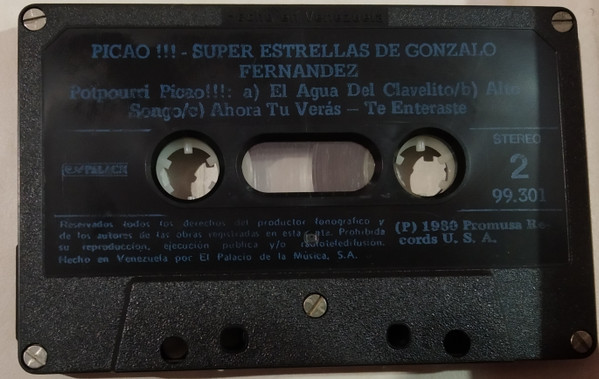 PICAO !!! - SUPER ESTRELLAS DE GONZALO
FERNANDEZ
Potpourri Picao!!!: a) El Agua Del Clavelito/b) Alto
Songo/c) Ahora Tu Verás — Te Enteraste
STEREO
2
99.301
Reservados todos los derechos del productor fonográfico y
de los autores de las obras registradas en esta Prohibida
su reproducción, ejecución pública y/o radioteledifusión.
Hecho en Venezuela por El Palacio de la Música, S.A.
(P) 1980 Promusa Re
cords U. S. A.